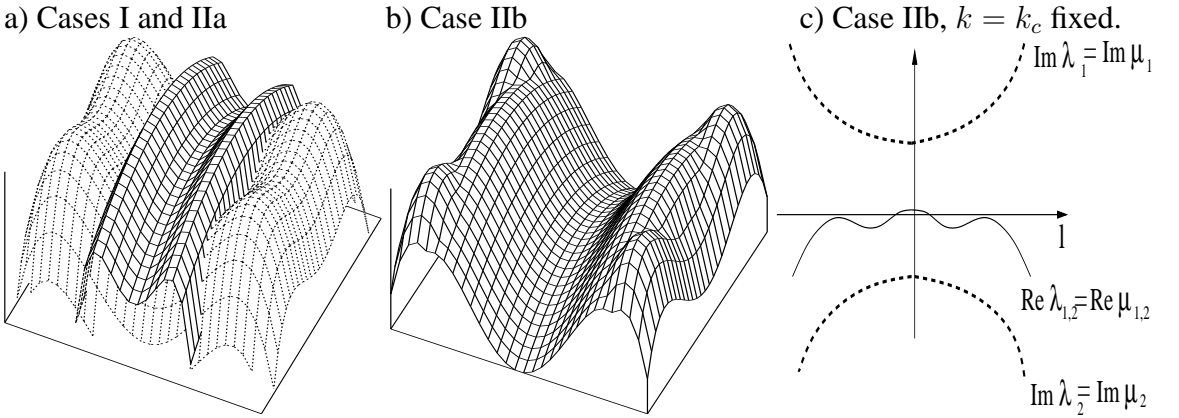 a) Cases I and IIa
b) Case IIb
c) Case IIb, k = k_c fixed.
Im λ_1 = Im μ_1
l
Re λ_{1,2} = Re μ_{1,2}
Im λ_2 = Im μ_2